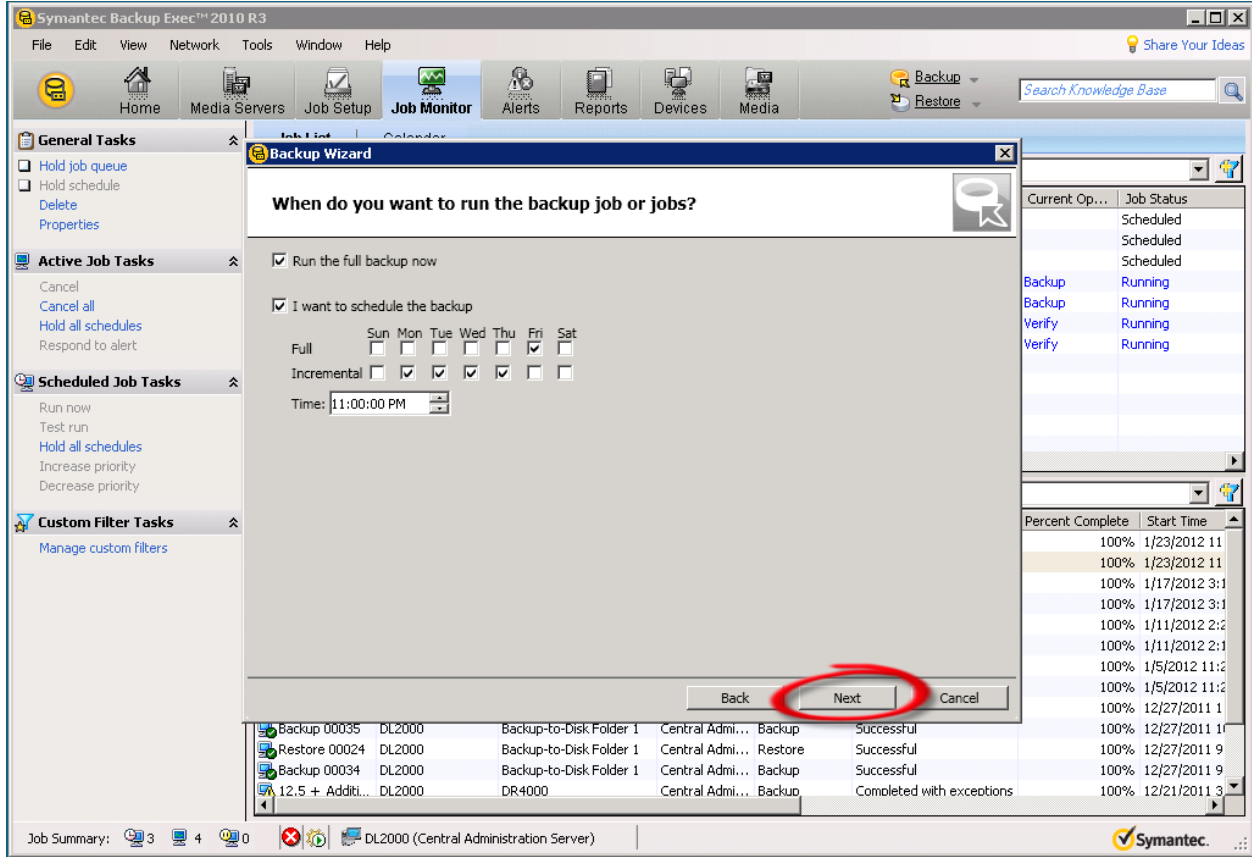 Symantec Backup Exec™ 2010 R3
File Edit View Network Tools Window Help Share Your Ideas
Home Media Servers Job Setup Job Monitor Alerts Reports Devices Media Backup Restore Search Knowledge Base
General Tasks
Hold job queue
Hold schedule
Delete
Properties
Active Job Tasks
Cancel
Cancel all
Hold all schedules
Respond to alert
Scheduled Job Tasks
Run now
Test run
Hold all schedules
Increase priority
Decrease priority
Custom Filter Tasks
Manage custom filters
Job List Calendar
Backup Wizard
When do you want to run the backup job or jobs?
Run the full backup now
I want to schedule the backup
Sun Mon Tue Wed Thu Fri Sat
Full
Incremental
Time: 11:00:00 PM
Back Next Cancel
Current Op... Job Status
Scheduled
Scheduled
Scheduled
Backup Running
Backup Running
Verify Running
Verify Running
Percent Complete Start Time
100% 1/23/2012 11
100% 1/23/2012 11
100% 1/17/2012 3:1
100% 1/17/2012 3:1
100% 1/11/2012 2:2
100% 1/11/2012 2:1
100% 1/5/2012 11:2
100% 1/5/2012 11:2
100% 12/27/2011 1
Backup 00035 DL2000 Backup-to-Disk Folder 1 Central Admi... Backup Successful 100% 12/27/2011 10
Restore 00024 DL2000 Backup-to-Disk Folder 1 Central Admi... Restore Successful 100% 12/27/2011 9
Backup 00034 DL2000 Backup-to-Disk Folder 1 Central Admi... Backup Successful 100% 12/27/2011 9
12.5 + Additi... DL2000 DR4000 Central Admi... Backup Completed with exceptions 100% 12/21/2011 3
Job Summary: 3 4 0 DL2000 (Central Administration Server) Symantec.